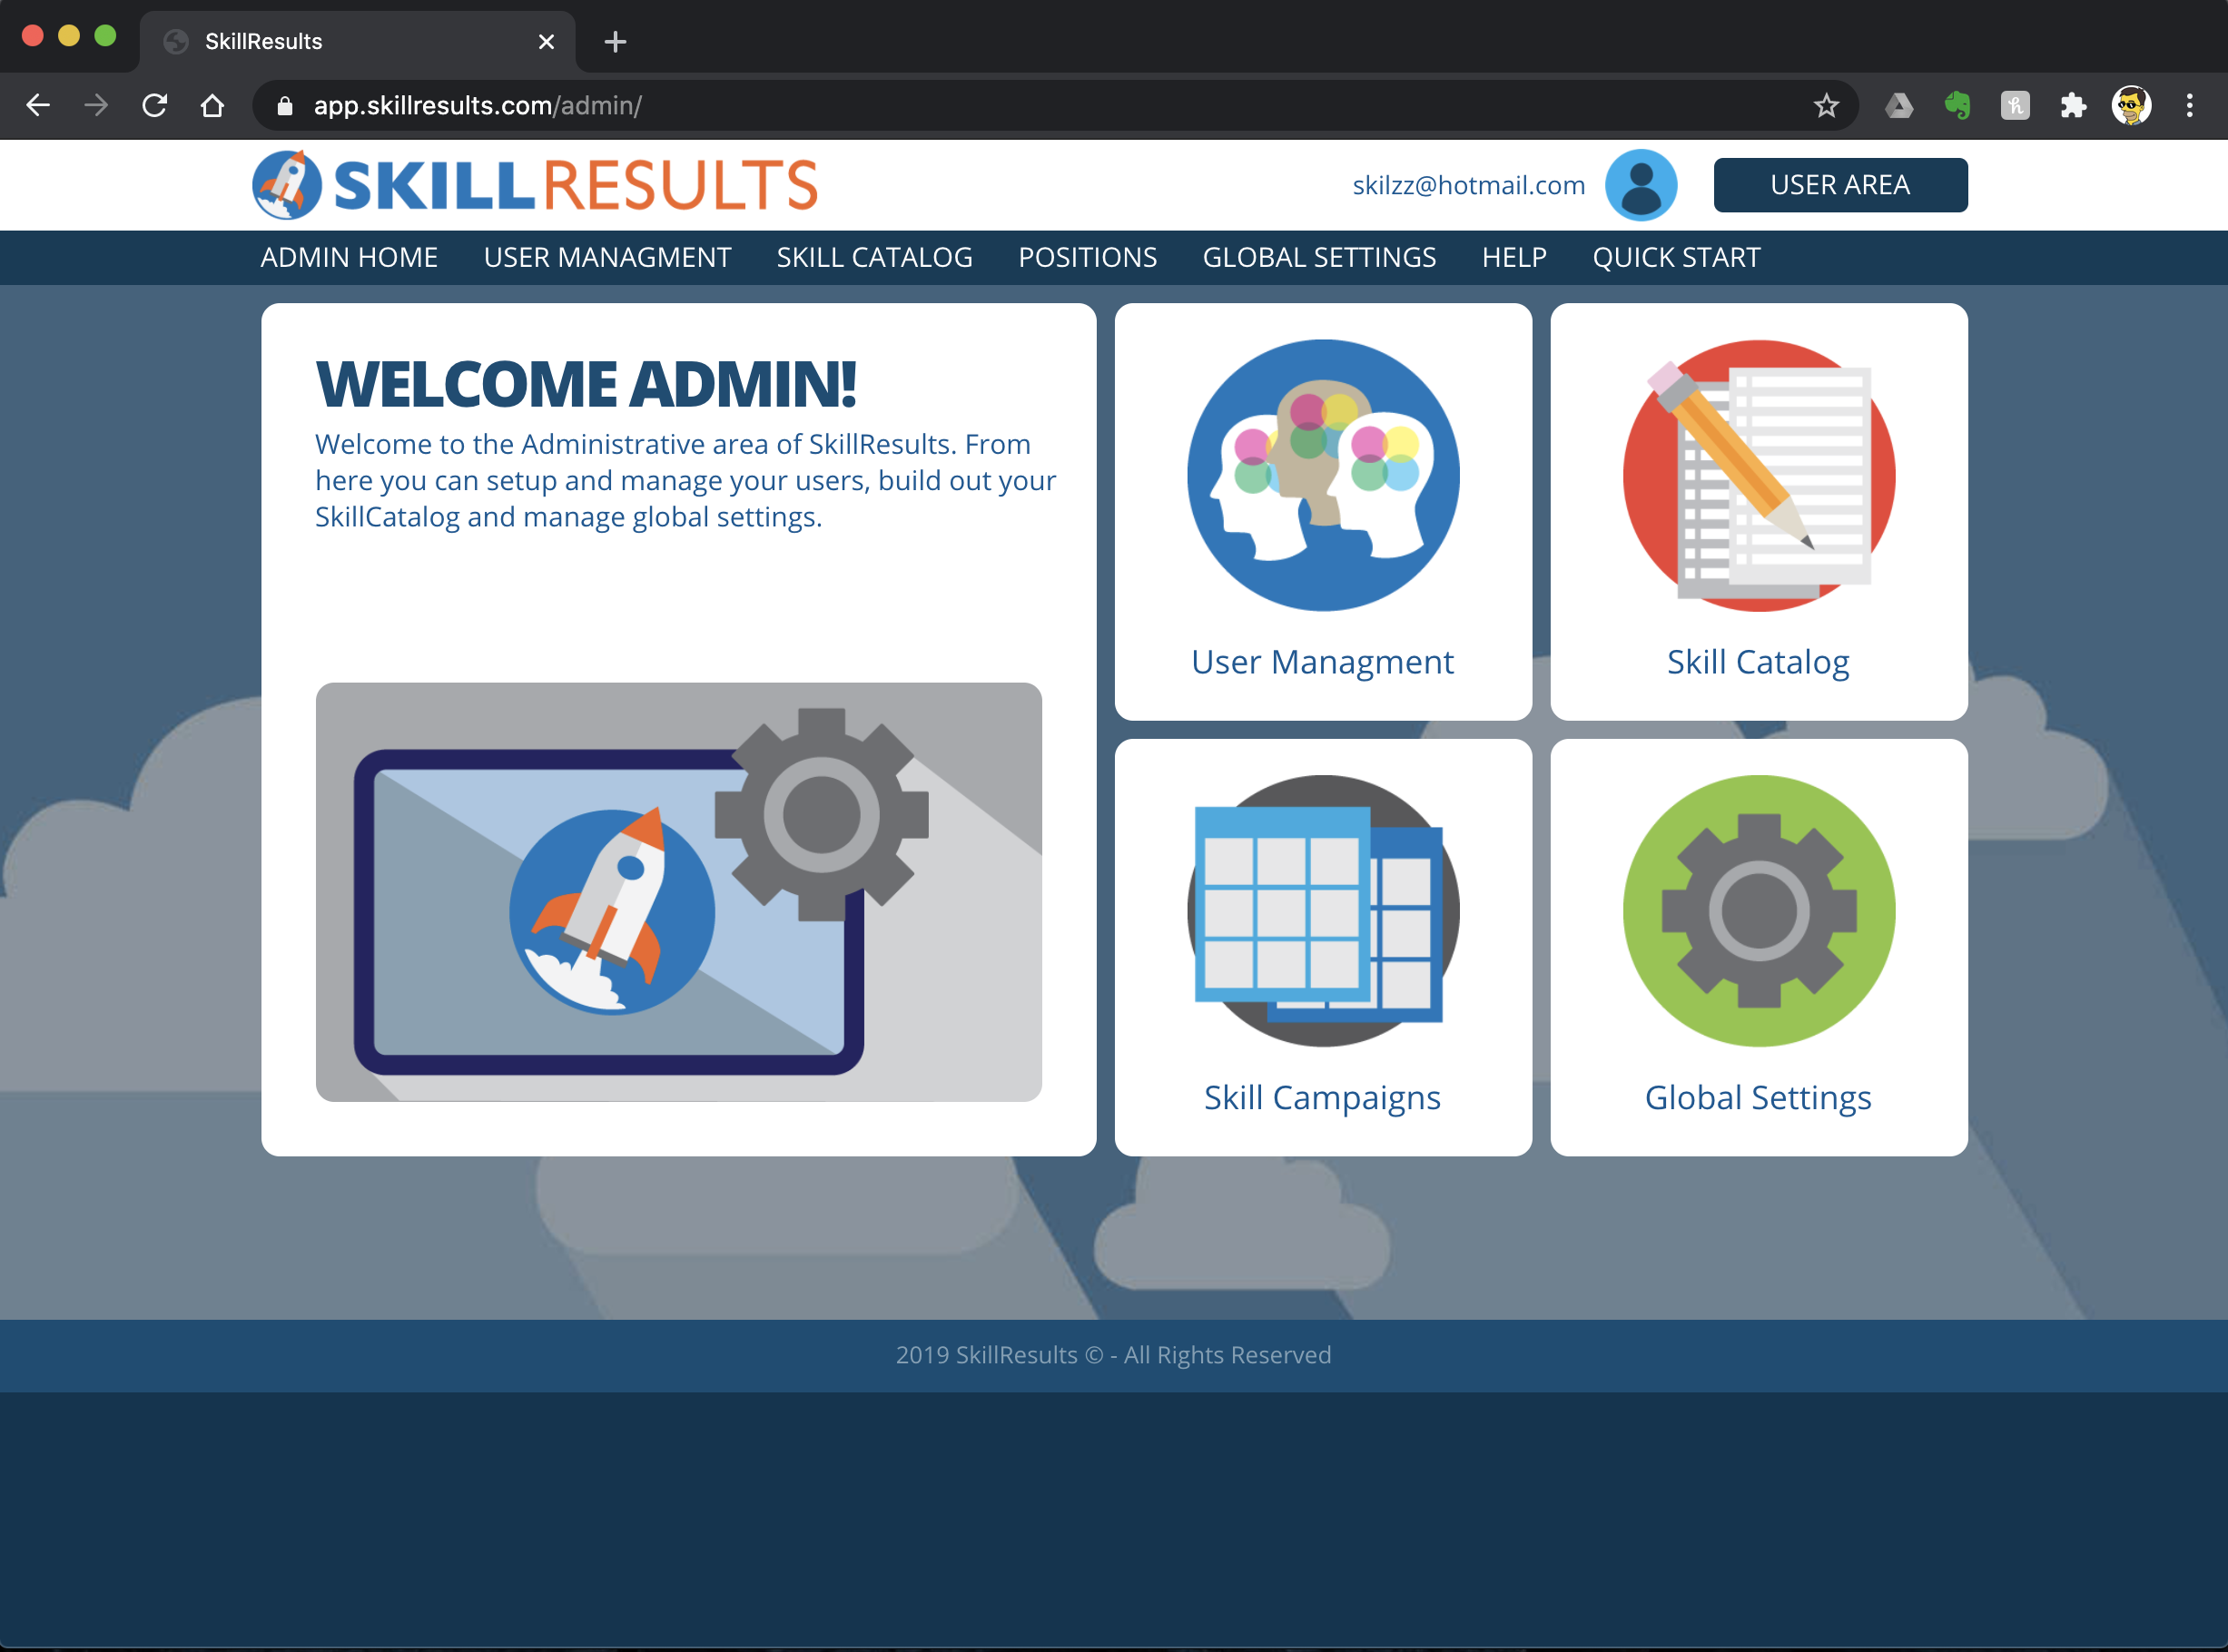 SkillResults
app.skillresults.com/admin/
SKILLRESULTS
skilzz@hotmail.com
USER AREA
ADMIN HOME USER MANAGMENT SKILL CATALOG POSITIONS GLOBAL SETTINGS HELP QUICK START
WELCOME ADMIN!
Welcome to the Administrative area of SkillResults. From
here you can setup and manage your users, build out your
SkillCatalog and manage global settings.
User Managment
Skill Catalog
Skill Campaigns
Global Settings
2019 SkillResults © - All Rights Reserved